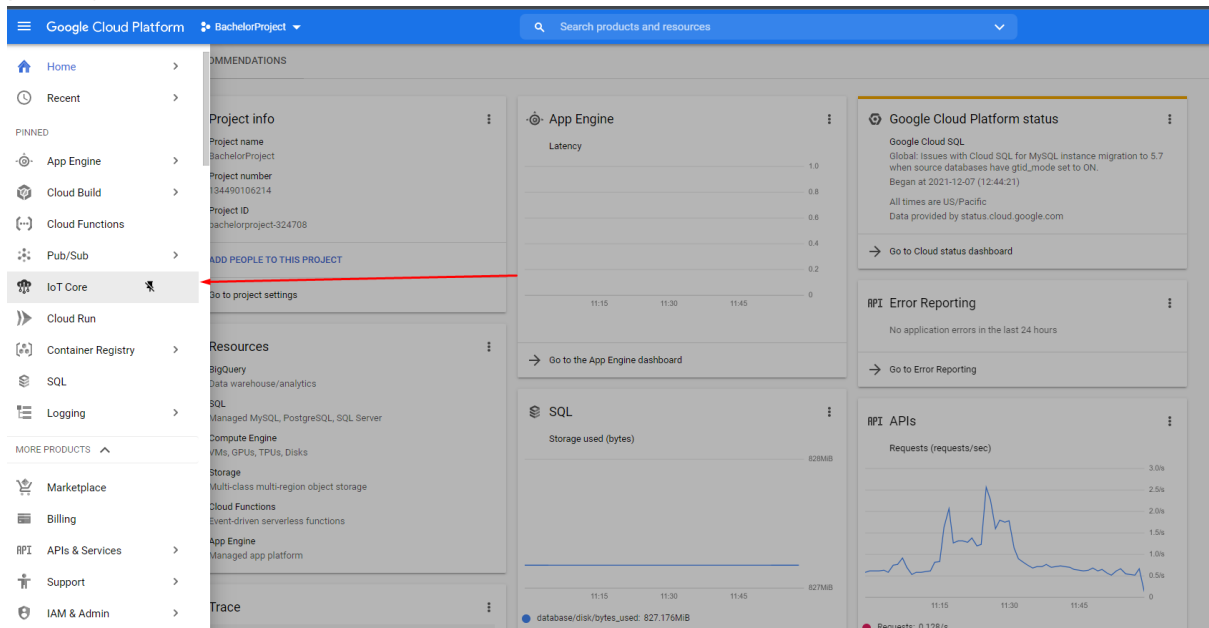 Google Cloud Platform
BachelorProject
Search products and resources
Home
Recent
PINNED
App Engine
Cloud Build
Cloud Functions
Pub/Sub
IoT Core
Cloud Run
Container Registry
SQL
Logging
MORE PRODUCTS
Marketplace
Billing
API APIs & Services
Support
IAM & Admin
OMMENDATIONS
Project info
Project name
BachelorProject
Project number
134490106214
Project ID
bachelorproject-324708
ADD PEOPLE TO THIS PROJECT
Go to project settings
Resources
BigQuery
Data warehouse/analytics
SQL
Managed MySQL, PostgreSQL, SQL Server
Compute Engine
VMs, GPUs, TPUs, Disks
Storage
Multi-class multi-region object storage
Cloud Functions
Event-driven serverless functions
App Engine
Managed app platform
Trace
App Engine
Latency
1.0
0.8
0.6
0.4
0.2
0
11:15 11:30 11:45
Go to the App Engine dashboard
SQL
Storage used (bytes)
828MiB
827MiB
11:15 11:30 11:45
database/disk/bytes_used: 827.176MiB
Google Cloud Platform status
Google Cloud SQL
Global: Issues with Cloud SQL for MySQL instance migration to 5.7
when source databases have gtid_mode set to ON.
Began at 2021-12-07 (12:44:21)
All times are US/Pacific
Data provided by status.cloud.google.com
Go to Cloud status dashboard
API Error Reporting
No application errors in the last 24 hours
Go to Error Reporting
API APIs
Requests (requests/sec)
3.0/s
2.5/s
2.0/s
1.5/s
1.0/s
0.5/s
0
11:15 11:30 11:45
Requests: 0.128/s